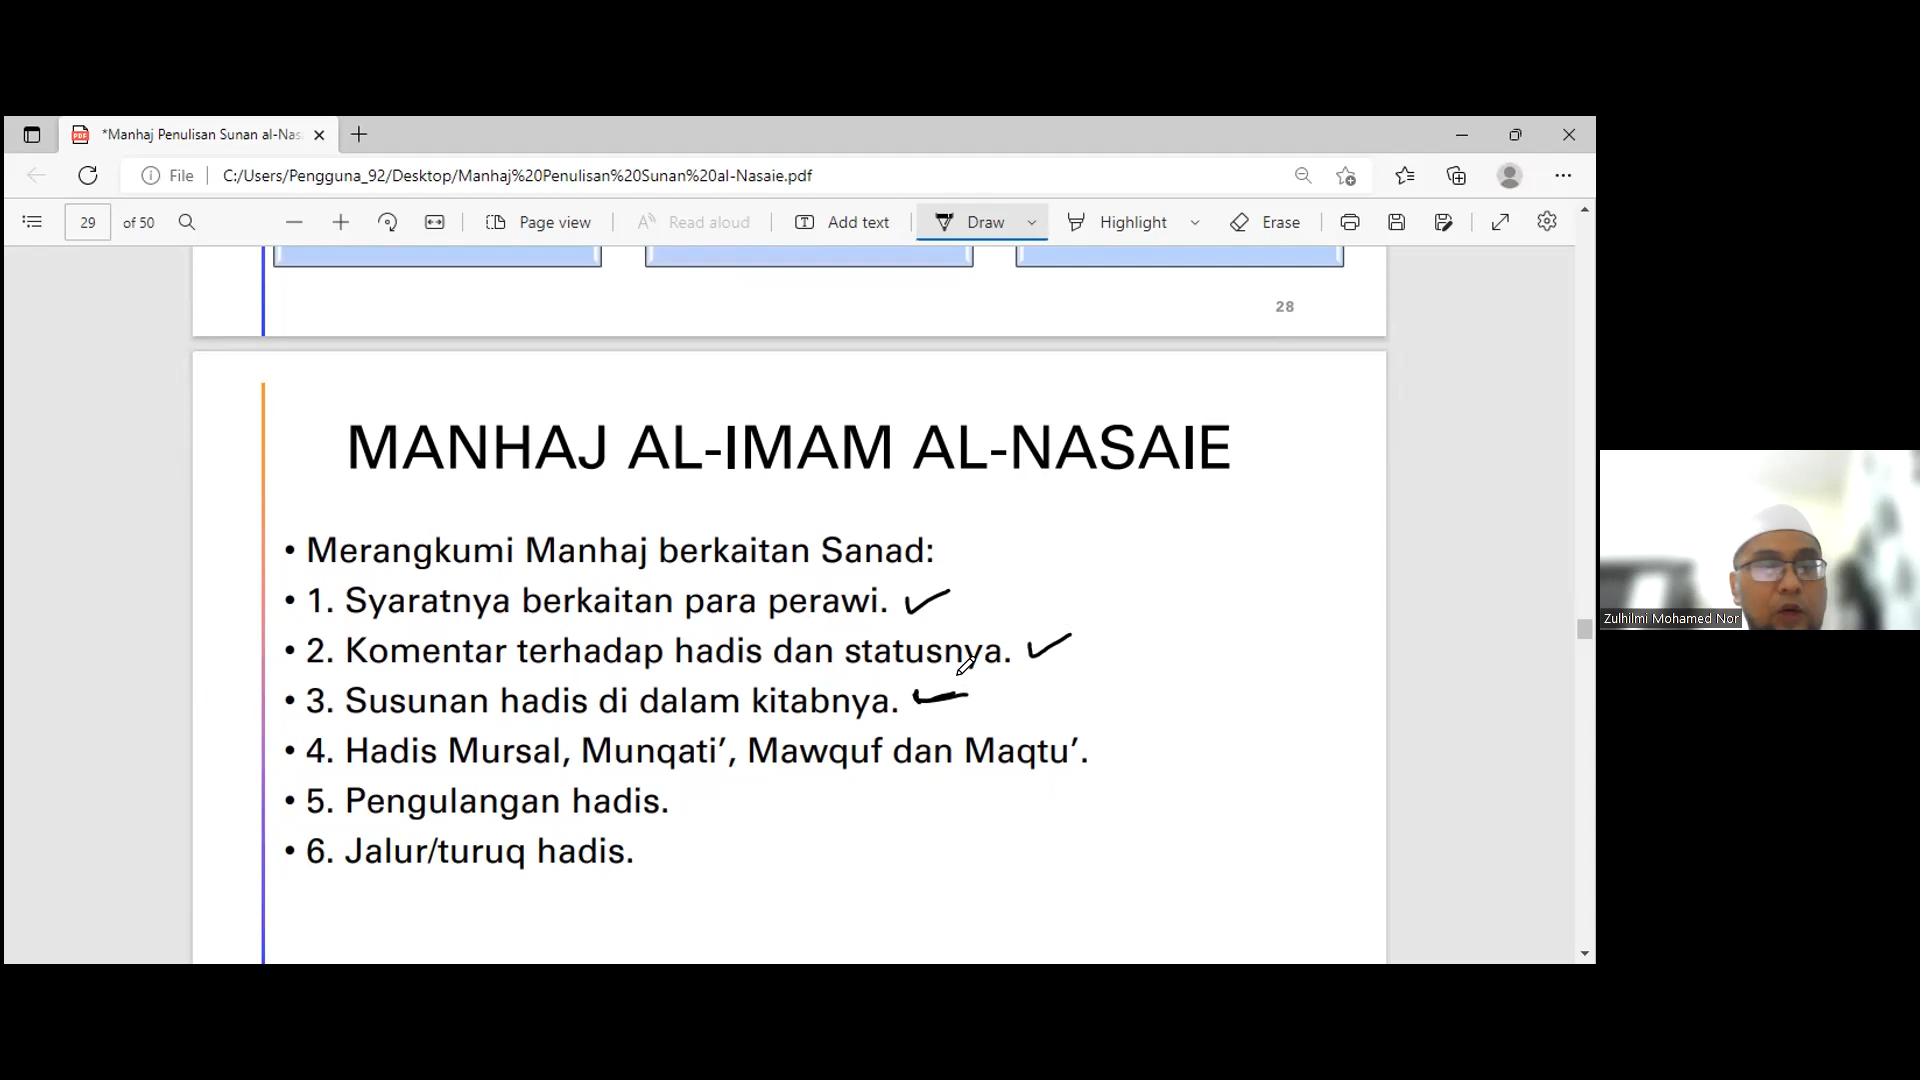 *Manhaj Penulisan Sunan al-Nas
File
C:/Users/Pengguna_92/Desktop/Manhaj%20Penulisan%20Sunan%20al-Nasaie.pdf
29 of 50
Page view
Read aloud
Add text
Draw
Highlight
Erase
28
MANHAJ AL-IMAM AL-NASAIE
• Merangkumi Manhaj berkaitan Sanad:
• 1. Syaratnya berkaitan para perawi.
• 2. Komentar terhadap hadis dan statusnya.
• 3. Susunan hadis di dalam kitabnya.
• 4. Hadis Mursal, Munqati’, Mawquf dan Maqtu’.
• 5. Pengulangan hadis.
• 6. Jalur/turuq hadis.
Zulhilmi Mohamed Nor